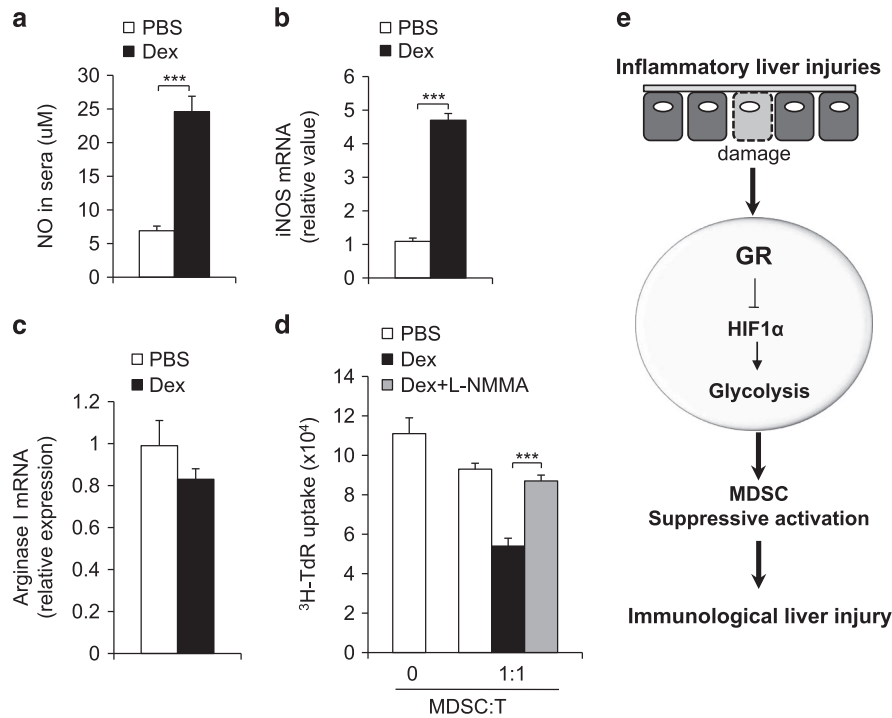 a
PBS
Dex
NO in sera (uM)
30
25
20
15
10
5
0
***
b
PBS
Dex
iNOS mRNA
(relative value)
6
5
4
3
2
1
0
***
c
PBS
Dex
Arginase I mRNA
(relative expression)
1.2
1
0.8
0.6
0.4
0.2
0
d
PBS
Dex
Dex+L-NMMA
³H-TdR uptake (x10⁴)
14
12
10
8
6
4
2
0
***
0 1:1
MDSC:T
e
Inflammatory liver injuries
damage
GR
HIF1α
Glycolysis
MDSC
Suppressive activation
Immunological liver injury